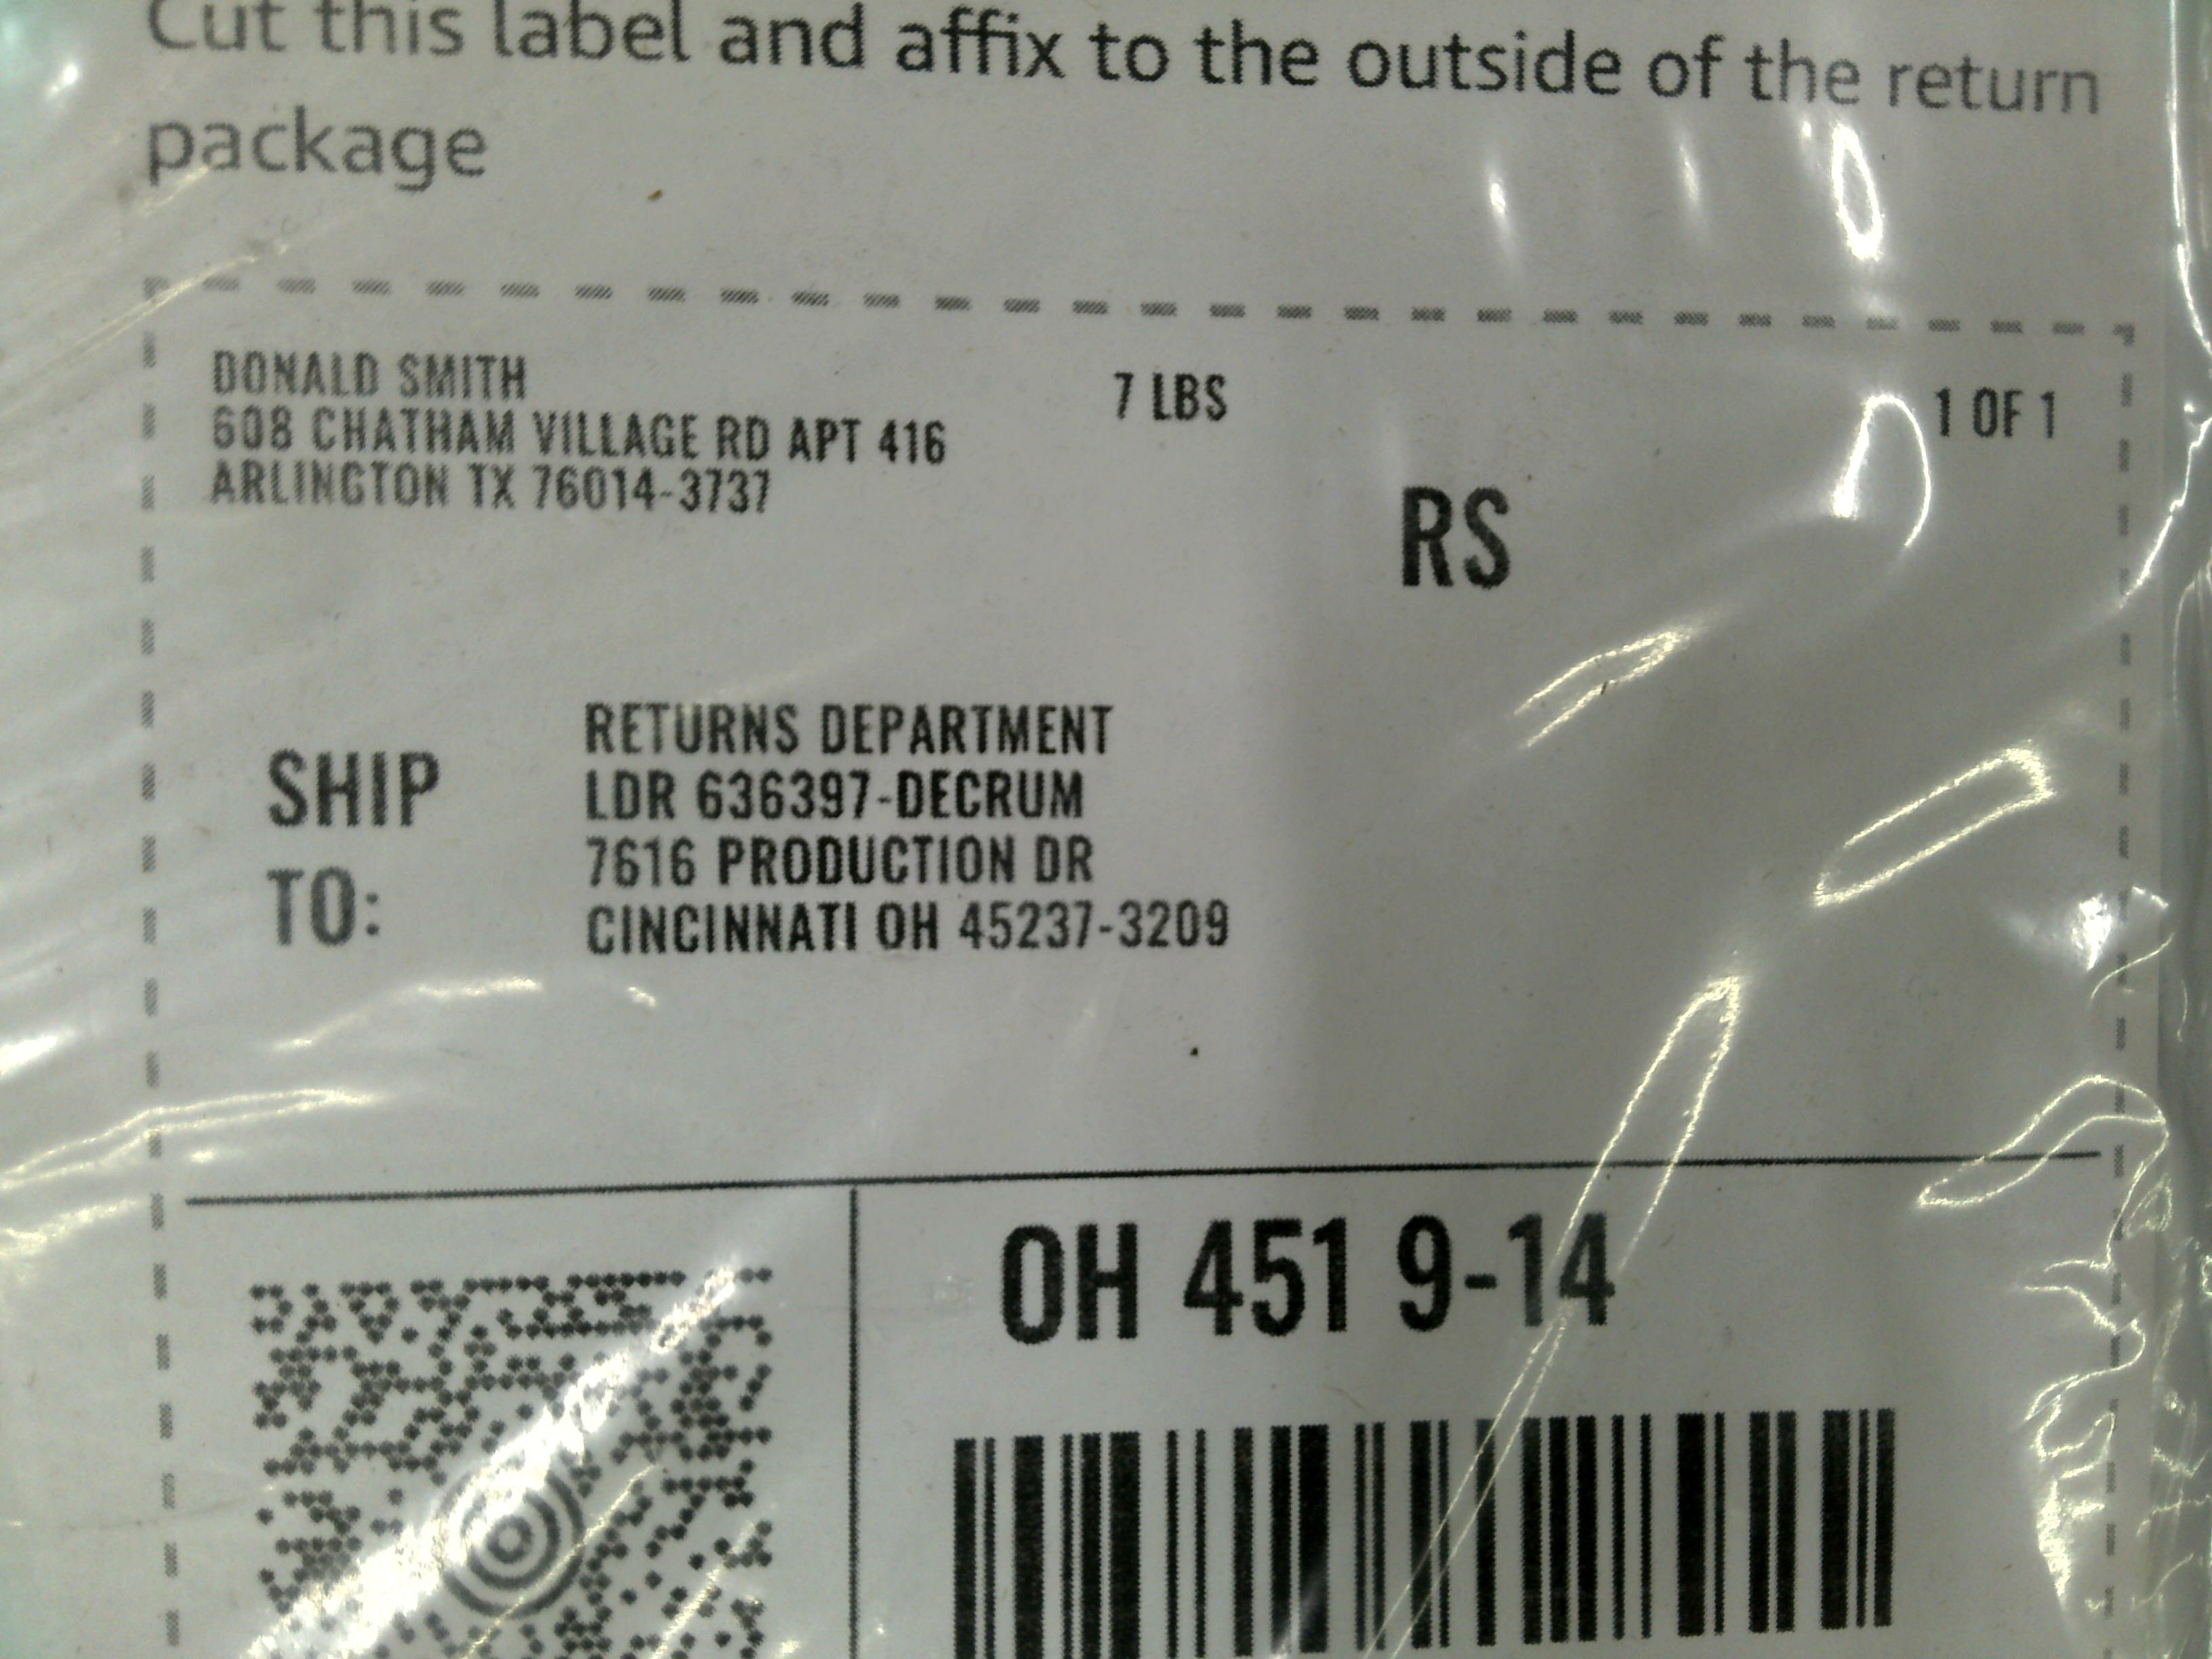 Cut this label and affix to the outside of the return
package
DONALD SMITH
608 CHATHAM VILLAGE RD APT 416
ARLINGTON TX 76014-3737
7 LBS
1 OF 1
RS
SHIP
TO:
RETURNS DEPARTMENT
LDR 636397-DECRUM
7616 PRODUCTION DR
CINCINNATI OH 45237-3209
OH 451 9-14